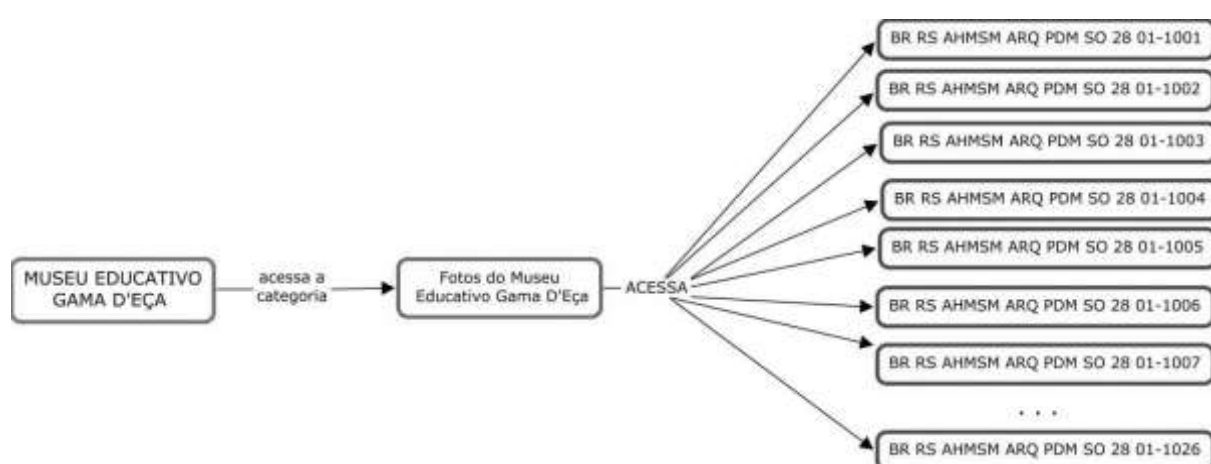 MUSEU EDUCATIVO
GAMA D'EÇA
acessa a
categoria
Fotos do Museu
Educativo Gama D'Eça
ACESSA
BR RS AHMSM ARQ PDM SO 28 01-1001
BR RS AHMSM ARQ PDM SO 28 01-1002
BR RS AHMSM ARQ PDM SO 28 01-1003
BR RS AHMSM ARQ PDM SO 28 01-1004
BR RS AHMSM ARQ PDM SO 28 01-1005
BR RS AHMSM ARQ PDM SO 28 01-1006
BR RS AHMSM ARQ PDM SO 28 01-1007
. . .
BR RS AHMSM ARQ PDM SO 28 01-1026